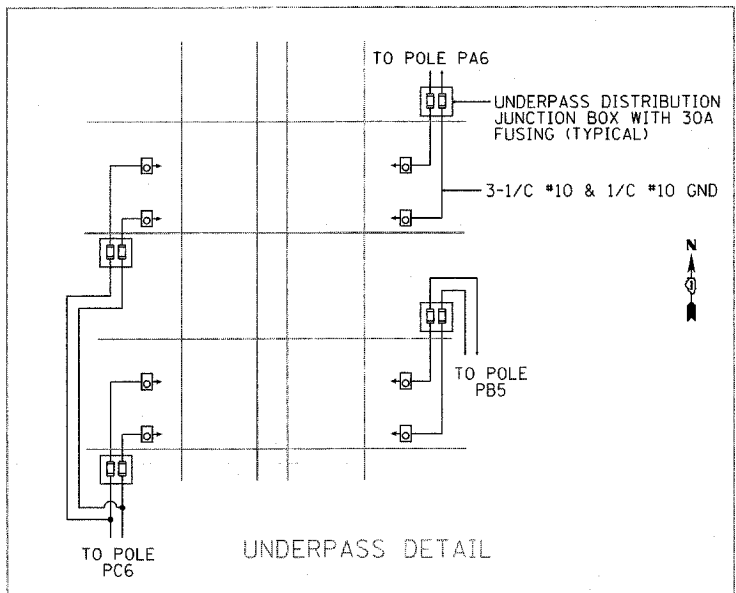 TO POLE PA6
UNDERPASS DISTRIBUTION
JUNCTION BOX WITH 30A
FUSING (TYPICAL)
3-1/C #10 & 1/C #10 GND
N
TO POLE
PB5
TO POLE
PC6
UNDERPASS DETAIL